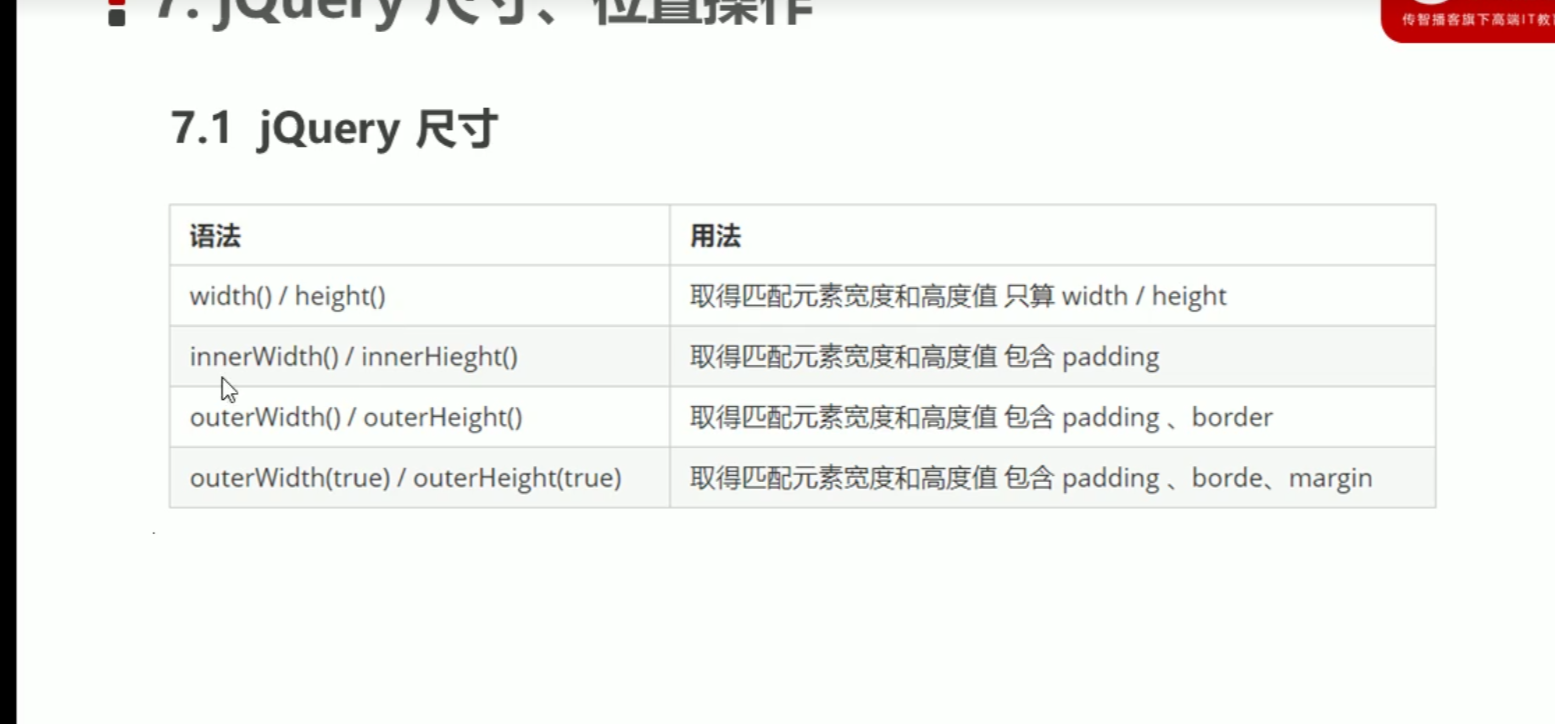 7. jQuery 尺寸、位置操作
传智播客旗下高端IT教
7.1 jQuery 尺寸
语法 用法
width() / height() 取得匹配元素宽度和高度值 只算 width / height
innerWidth() / innerHieght() 取得匹配元素宽度和高度值 包含 padding
outerWidth() / outerHeight() 取得匹配元素宽度和高度值 包含 padding 、border
outerWidth(true) / outerHeight(true) 取得匹配元素宽度和高度值 包含 padding 、borde、margin